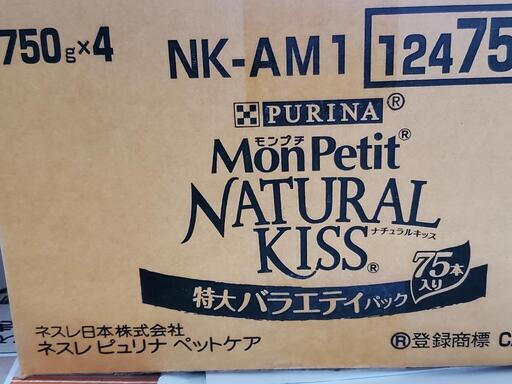 750g×4 NK-AM1 12475
PURINA®
モンプチ
MonPetit®
NATURAL
ナチュラルキッス
KISS®
特大バラエティパック
75本入り
ネスレ日本株式会社
ネスレ ピュリナ ペットケア
®登録商標